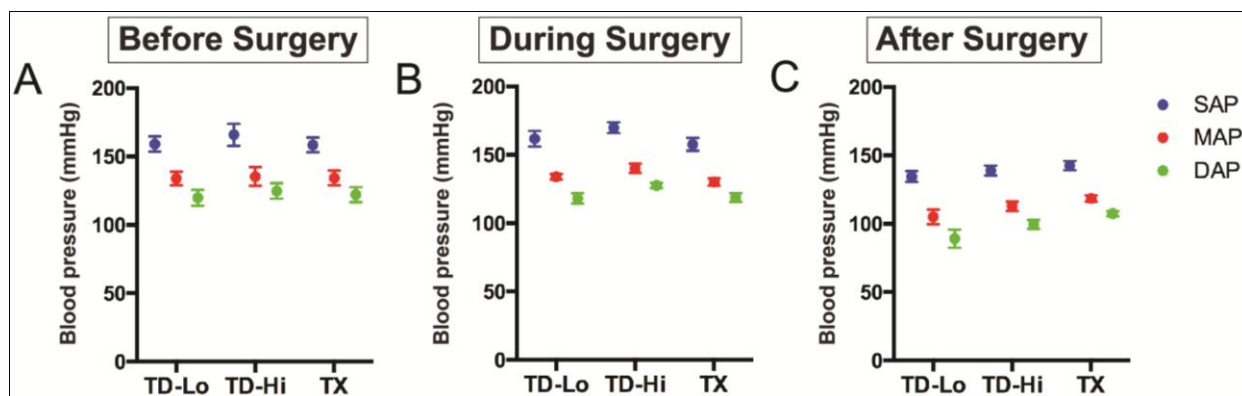 Before Surgery
During Surgery
After Surgery
A
Blood pressure (mmHg)
200
150
100
50
0
TD-Lo TD-Hi TX
B
Blood pressure (mmHg)
200
150
100
50
0
TD-Lo TD-Hi TX
C
Blood pressure (mmHg)
200
150
100
50
0
TD-Lo TD-Hi TX
SAP
MAP
DAP